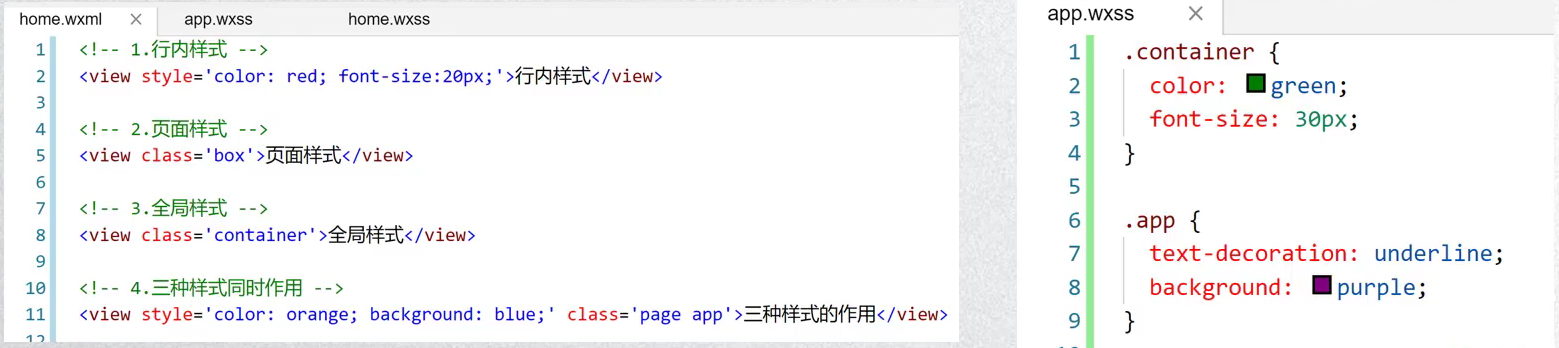 home.wxml × app.wxss home.wxss
1 <!-- 1.行内样式 -->
2 <view style='color: red; font-size:20px;'>行内样式</view>
3
4 <!-- 2.页面样式 -->
5 <view class='box'>页面样式</view>
6
7 <!-- 3.全局样式 -->
8 <view class='container'>全局样式</view>
9
10 <!-- 4.三种样式同时作用 -->
11 <view style='color: orange; background: blue;' class='page app'>三种样式的作用</view>
12
app.wxss ×
1 .container {
2 color: green;
3 font-size: 30px;
4 }
5
6 .app {
7 text-decoration: underline;
8 background: purple;
9 }